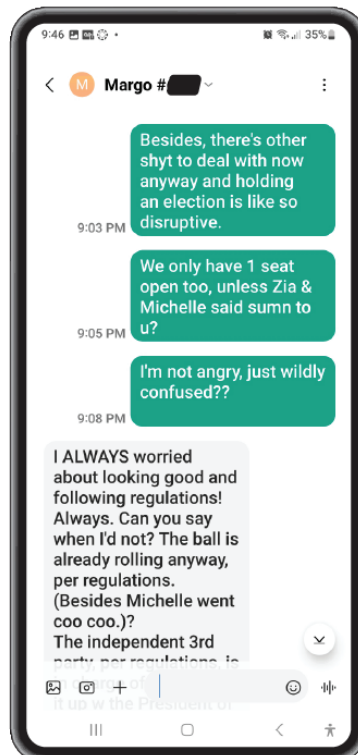 9:46
35%
M Margo #
Besides, there's other
shyt to deal with now
anyway and holding
an election is like so
disruptive.
9:03 PM
We only have 1 seat
open too, unless Zia &
Michelle said sumn to
u?
9:05 PM
I'm not angry, just wildly
confused??
9:08 PM
I ALWAYS worried
about looking good and
following regulations!
Always. Can you say
when I'd not? The ball is
already rolling anyway,
per regulations.
(Besides Michelle went
coo coo.)?
The independent 3rd
party, per regulations, is
in charge of
it up w the President of